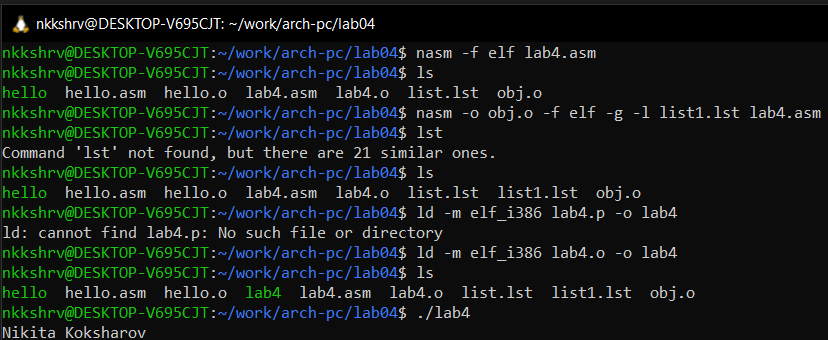 nkkshrv@DESKTOP-V695CJT: ~/work/arch-pc/lab04
nkkshrv@DESKTOP-V695CJT:~/work/arch-pc/lab04$ nasm -f elf lab4.asm
nkkshrv@DESKTOP-V695CJT:~/work/arch-pc/lab04$ ls
hello  hello.asm  hello.o  lab4.asm  lab4.o  list.lst  obj.o
nkkshrv@DESKTOP-V695CJT:~/work/arch-pc/lab04$ nasm -o obj.o -f elf -g -l list1.lst lab4.asm
nkkshrv@DESKTOP-V695CJT:~/work/arch-pc/lab04$ lst
Command 'lst' not found, but there are 21 similar ones.
nkkshrv@DESKTOP-V695CJT:~/work/arch-pc/lab04$ ls
hello  hello.asm  hello.o  lab4.asm  lab4.o  list.lst  list1.lst  obj.o
nkkshrv@DESKTOP-V695CJT:~/work/arch-pc/lab04$ ld -m elf_i386 lab4.p -o lab4
ld: cannot find lab4.p: No such file or directory
nkkshrv@DESKTOP-V695CJT:~/work/arch-pc/lab04$ ld -m elf_i386 lab4.o -o lab4
nkkshrv@DESKTOP-V695CJT:~/work/arch-pc/lab04$ ls
hello  hello.asm  hello.o  lab4  lab4.asm  lab4.o  list.lst  list1.lst  obj.o
nkkshrv@DESKTOP-V695CJT:~/work/arch-pc/lab04$ ./lab4
Nikita Koksharov